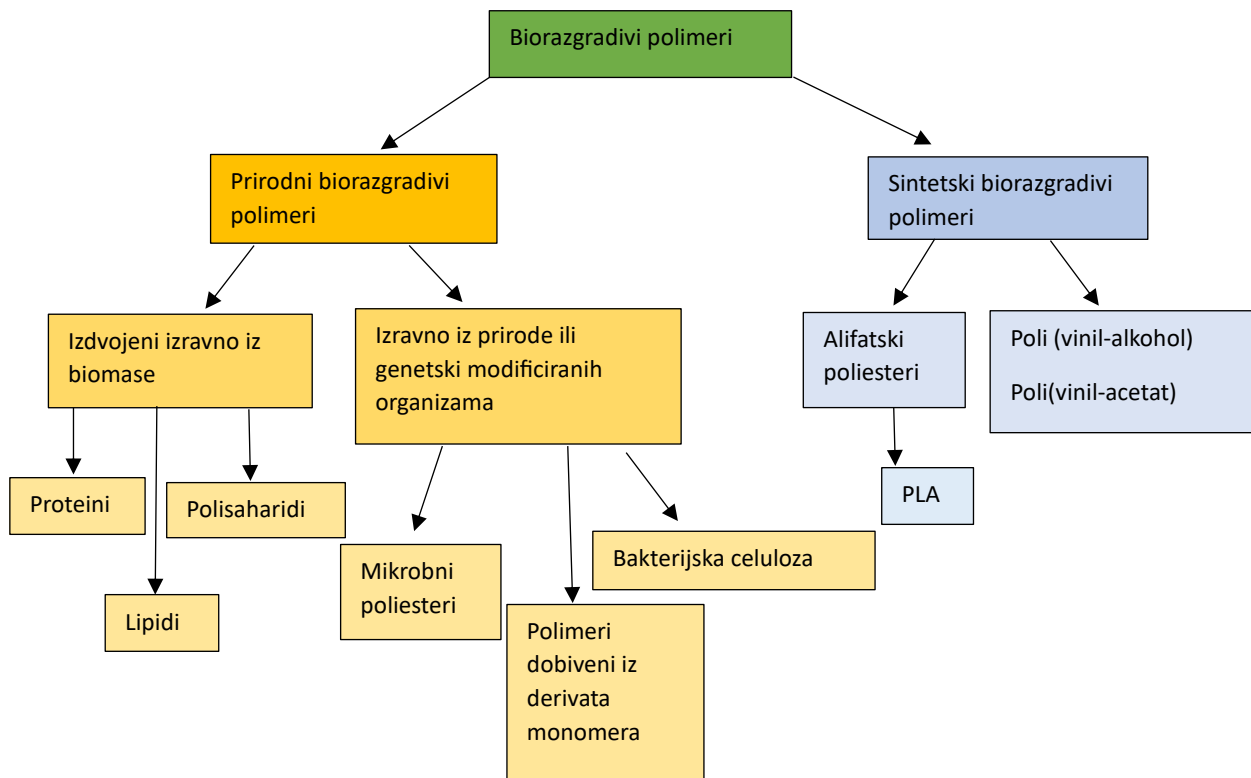 Biorazgradivi polimeri
Prirodni biorazgradivi
polimeri
Sintetski biorazgradivi
polimeri
Izdvojeni izravno iz
biomase
Izravno iz prirode ili
genetski modificiranih
organizama
Alifatski
poliesteri
Poli (vinil-alkohol)
Poli(vinil-acetat)
Proteini
Polisaharidi
PLA
Lipidi
Mikrobni
poliesteri
Bakterijska celuloza
Polimeri
dobiveni iz
derivata
monomera